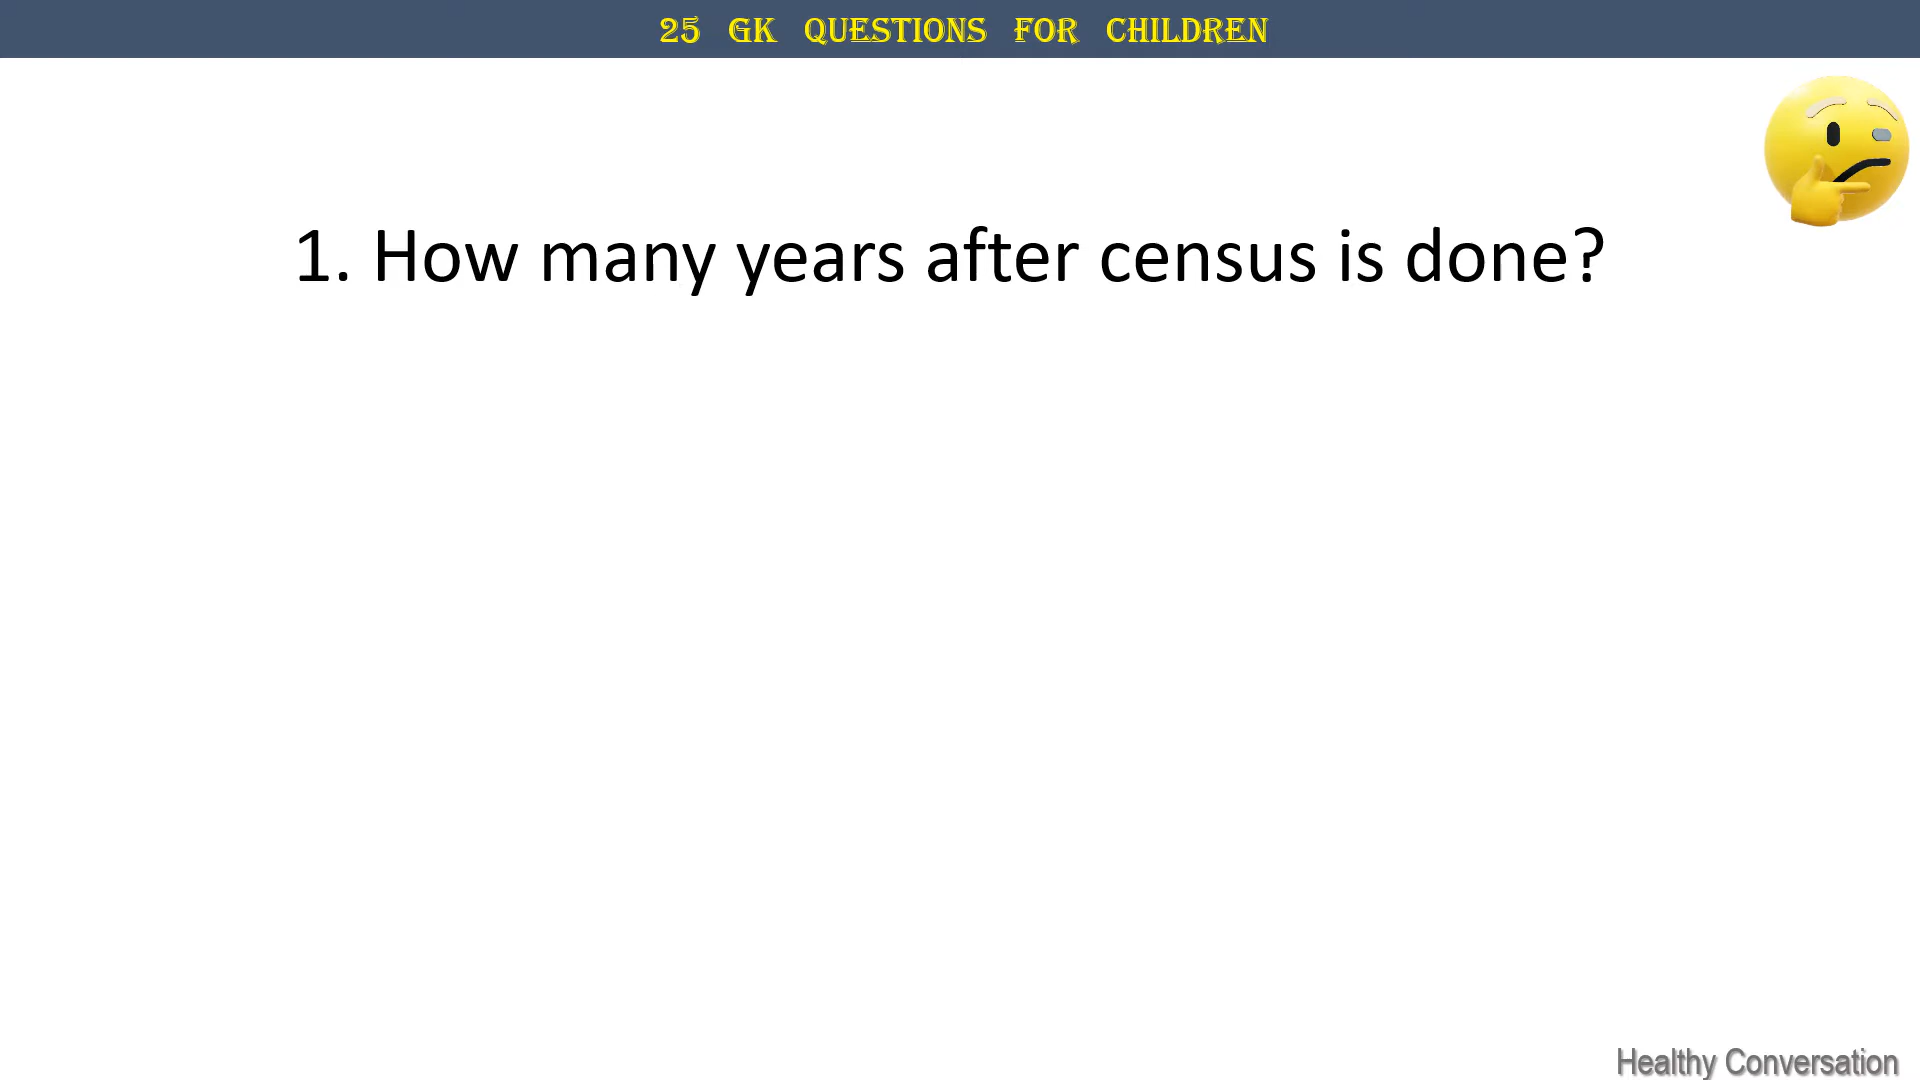 25 GK QUESTIONS FOR CHILDREN
1. How many years after census is done?
Healthy Conversation